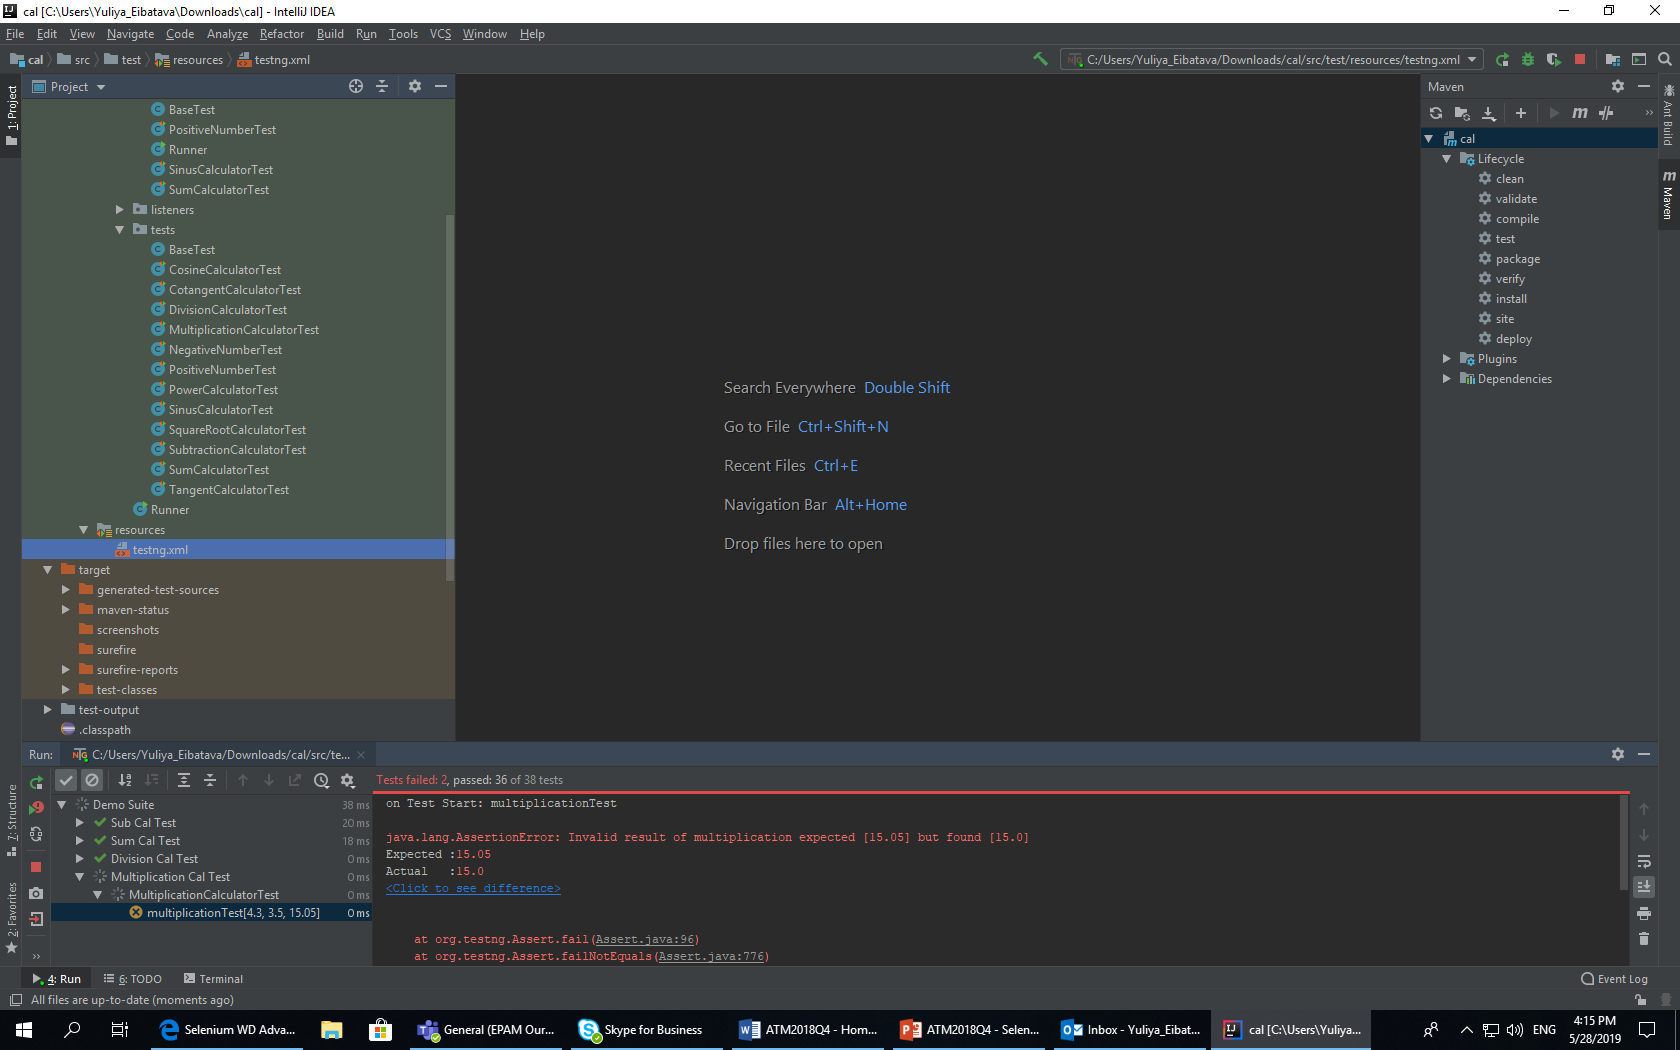 cal [C:\Users\Yuliya_Eibatava\Downloads\cal] - IntelliJ IDEA
File Edit View Navigate Code Analyze Refactor Build Run Tools VCS Window Help
cal src test resources testng.xml C:/Users/Yuliya_Eibatava/Downloads/cal/src/test/resources/testng.xml
1: Project
Project
BaseTest
PositiveNumberTest
Runner
SinusCalculatorTest
SumCalculatorTest
listeners
tests
BaseTest
CosineCalculatorTest
CotangentCalculatorTest
DivisionCalculatorTest
MultiplicationCalculatorTest
NegativeNumberTest
PositiveNumberTest
PowerCalculatorTest
SinusCalculatorTest
SquareRootCalculatorTest
SubtractionCalculatorTest
SumCalculatorTest
TangentCalculatorTest
Runner
resources
testng.xml
target
generated-test-sources
maven-status
screenshots
surefire
surefire-reports
test-classes
test-output
.classpath
Search Everywhere Double Shift
Go to File Ctrl+Shift+N
Recent Files Ctrl+E
Navigation Bar Alt+Home
Drop files here to open
Maven
cal
Lifecycle
clean
validate
compile
test
package
verify
install
site
deploy
Plugins
Dependencies
Ant Build
m Maven
Run: C:/Users/Yuliya_Eibatava/Downloads/cal/src/te...
Tests failed: 2, passed: 36 of 38 tests
7: Structure
2: Favorites
Demo Suite 38 ms
Sub Cal Test 20 ms
Sum Cal Test 18 ms
Division Cal Test 0 ms
Multiplication Cal Test 0 ms
MultiplicationCalculatorTest 0 ms
multiplicationTest[4.3, 3.5, 15.05] 0 ms
on Test Start: multiplicationTest
java.lang.AssertionError: Invalid result of multiplication expected [15.05] but found [15.0]
Expected :15.05
Actual   :15.0
<Click to see difference>
at org.testng.Assert.fail(Assert.java:96)
at org.testng.Assert.failNotEquals(Assert.java:776)
4: Run 6: TODO Terminal Event Log
All files are up-to-date (moments ago)
Selenium WD Adva... General (EPAM Our... Skype for Business ATM2018Q4 - Hom... ATM2018Q4 - Selen... Inbox - Yuliya_Eibat... cal [C:\Users\Yuliya... ENG 4:15 PM
5/28/2019